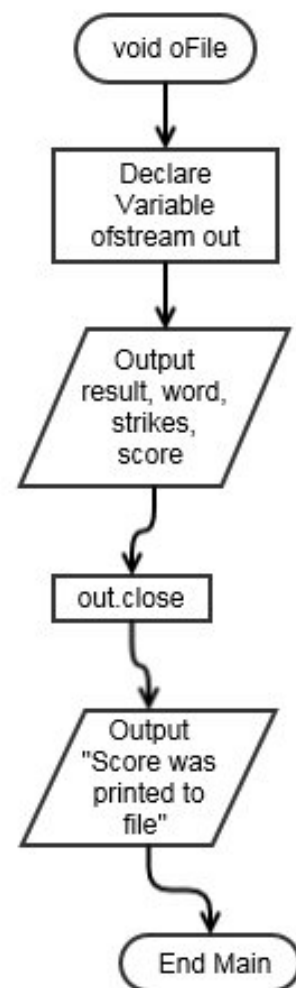 void oFile
Declare
Variable
ofstream out
Output
result, word,
strikes,
score
out.close
Output
"Score was
printed to
file"
End Main